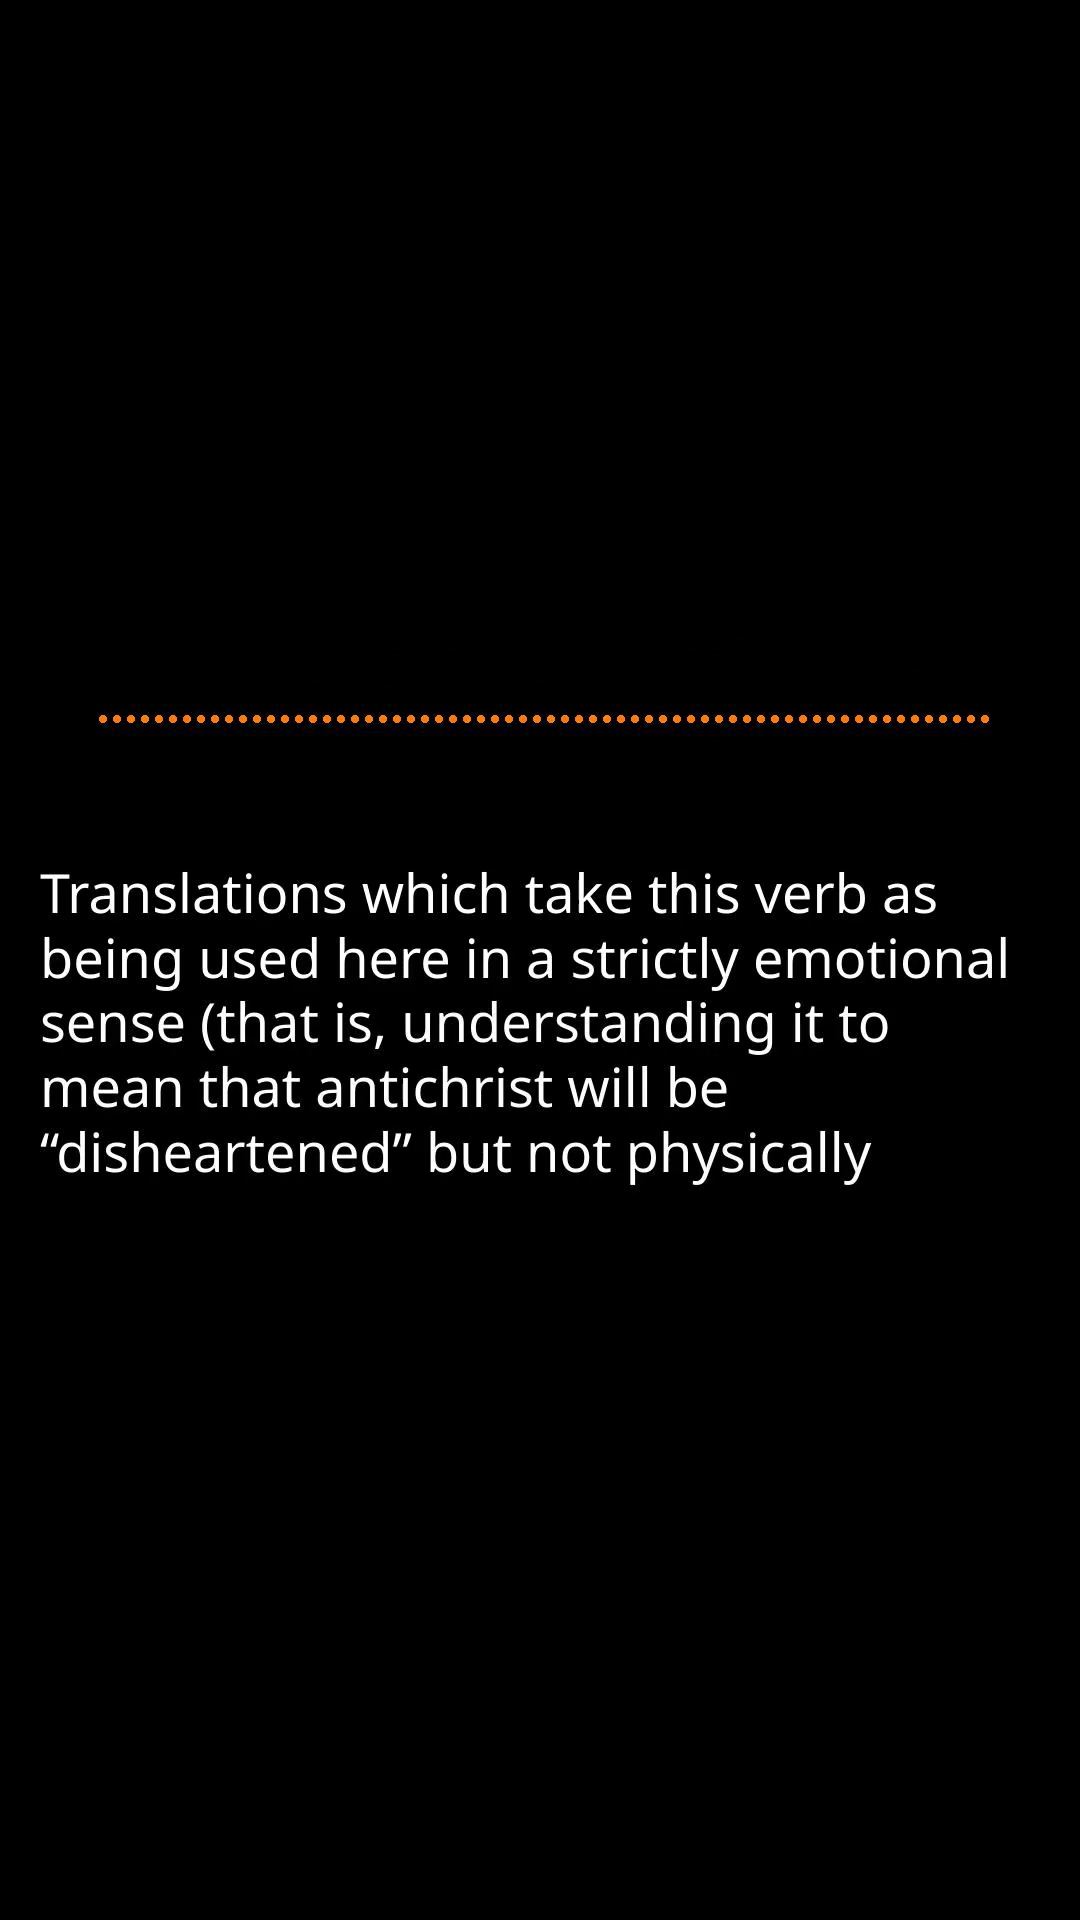 Translations which take this verb as
being used here in a strictly emotional
sense (that is, understanding it to
mean that antichrist will be
“disheartened” but not physically